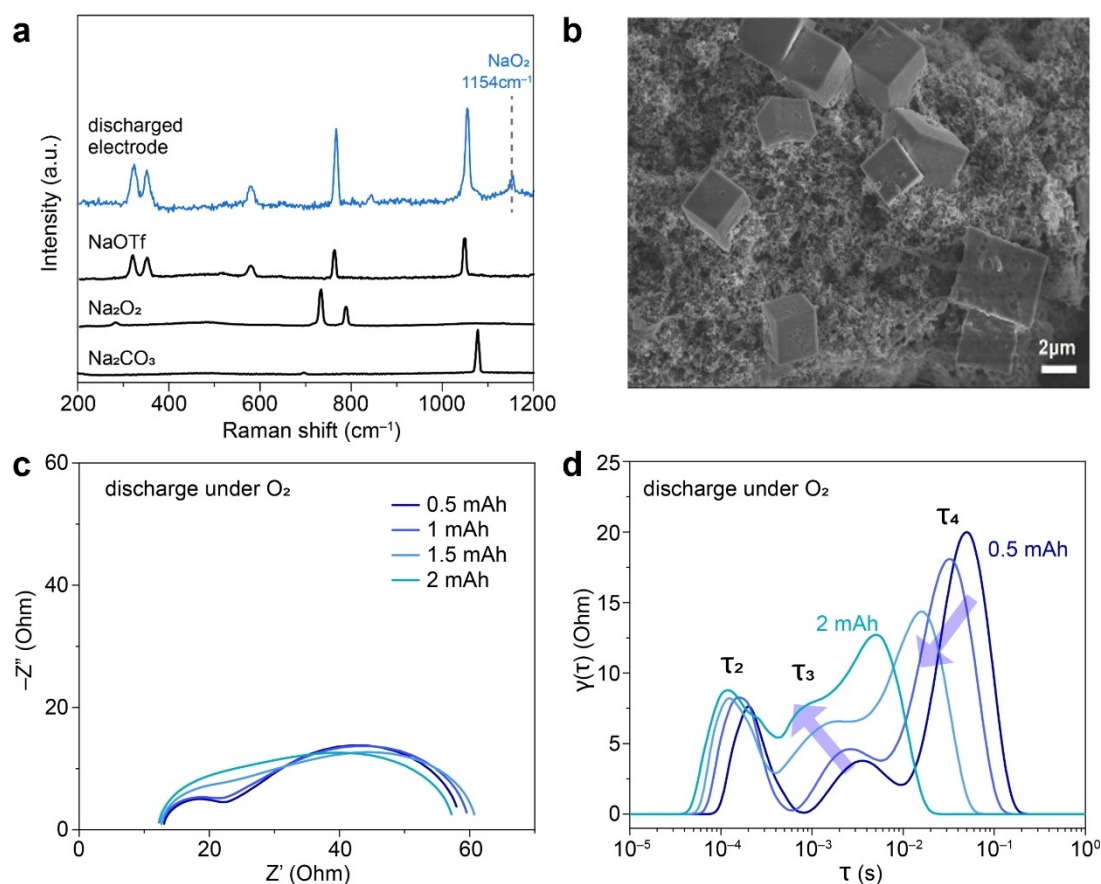 a
NaO₂
1154cm⁻¹
discharged
electrode
NaOTf
Na₂O₂
Na₂CO₃
Intensity (a.u.)
200 400 600 800 1000 1200
Raman shift (cm⁻¹)
b
2μm
c
discharge under O₂
0.5 mAh
1 mAh
1.5 mAh
2 mAh
60
40
20
0
–Z" (Ohm)
0 20 40 60
Z' (Ohm)
d
discharge under O₂
τ₄
0.5 mAh
2 mAh
τ₂
τ₃
25
20
15
10
5
0
γ(τ) (Ohm)
10⁻⁵ 10⁻⁴ 10⁻³ 10⁻² 10⁻¹ 10⁰
τ (s)